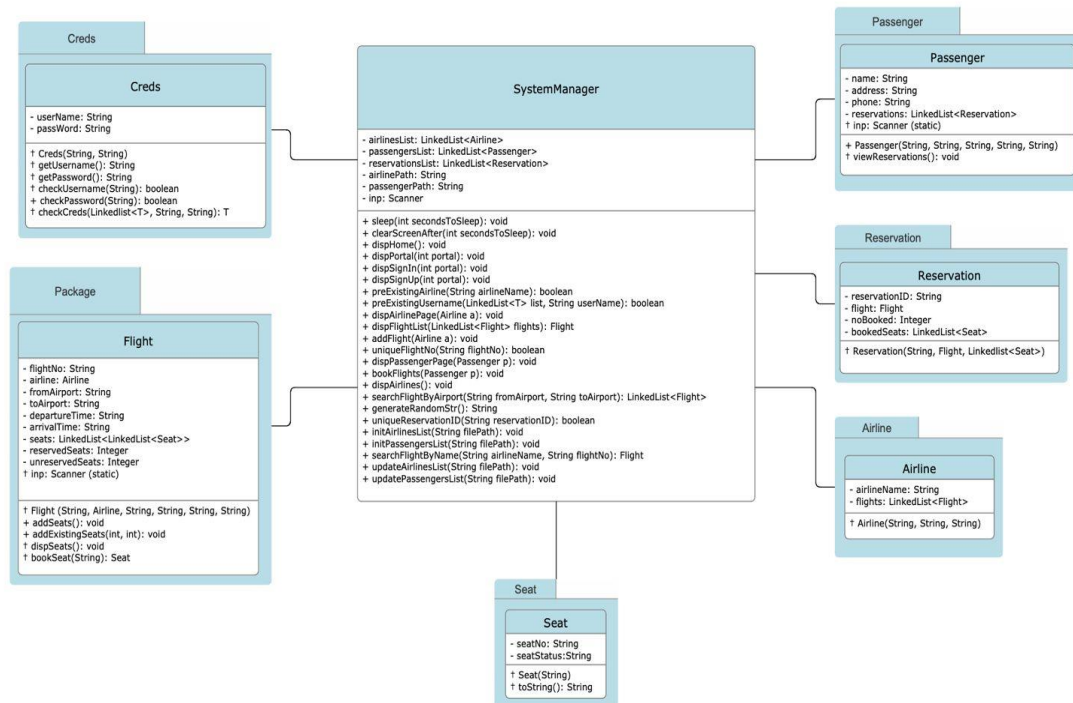 Creds
Creds
- userName: String
- passWord: String
† Creds(String, String)
† getUsername(): String
† getPassword(): String
† checkUsername(String): boolean
+ checkPassword(String): boolean
† checkCreds(Linkedlist<T>, String, String): T
Package
Flight
- flightNo: String
- airline: Airline
- fromAirport: String
- toAirport: String
- departureTime: String
- arrivalTime: String
- seats: LinkedList<LinkedList<Seat>>
- reservedSeats: Integer
- unreservedSeats: Integer
† inp: Scanner (static)
† Flight (String, Airline, String, String, String, String)
+ addSeats(): void
+ addExistingSeats(int, int): void
† dispSeats(): void
† bookSeat(String): Seat
SystemManager
- airlinesList: LinkedList<Airline>
- passengersList: LinkedList<Passenger>
- reservationsList: LinkedList<Reservation>
- airlinePath: String
- passengerPath: String
- inp: Scanner
+ sleep(int secondsToSleep): void
+ clearScreenAfter(int secondsToSleep): void
+ dispHome(): void
+ dispPortal(int portal): void
+ dispSignIn(int portal): void
+ dispSignUp(int portal): void
+ preExistingAirline(String airlineName): boolean
+ preExistingUsername(LinkedList<T> list, String userName): boolean
+ dispAirlinePage(Airline a): void
+ dispFlightList(LinkedList<Flight> flights): Flight
+ addFlight(Airline a): void
+ uniqueFlightNo(String flightNo): boolean
+ dispPassengerPage(Passenger p): void
+ bookFlights(Passenger p): void
+ dispAirlines(): void
+ searchFlightByAirport(String fromAirport, String toAirport): LinkedList<Flight>
+ generateRandomStr(): String
+ uniqueReservationID(String reservationID): boolean
+ initAirlinesList(String filePath): void
+ initPassengersList(String filePath): void
+ searchFlightByName(String airlineName, String flightNo): Flight
+ updateAirlinesList(String filePath): void
+ updatePassengersList(String filePath): void
Seat
Seat
- seatNo: String
- seatStatus:String
† Seat(String)
† toString(): String
Passenger
Passenger
- name: String
- address: String
- phone: String
- reservations: LinkedList<Reservation>
† inp: Scanner (static)
+ Passenger(String, String, String, String, String)
† viewReservations(): void
Reservation
Reservation
- reservationID: String
- flight: Flight
- noBooked: Integer
- bookedSeats: LinkedList<Seat>
† Reservation(String, Flight, Linkedlist<Seat>)
Airline
Airline
- airlineName: String
- flights: LinkedList<Flight>
† Airline(String, String, String)